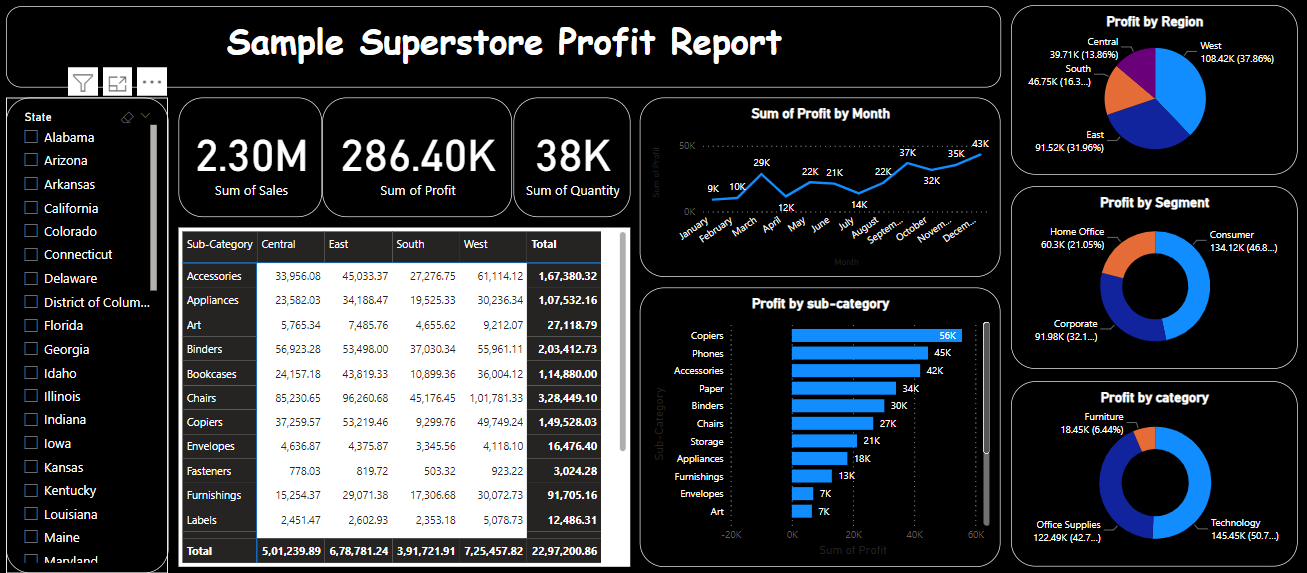 Sample Superstore Profit Report
State
Alabama
Arizona
Arkansas
California
Colorado
Connecticut
Delaware
District of Colum...
Florida
Georgia
Idaho
Illinois
Indiana
Iowa
Kansas
Kentucky
Louisiana
Maine
Maryland
2.30M
Sum of Sales
286.40K
Sum of Profit
38K
Sum of Quantity
Sub-Category Central East South West Total
Accessories 33,956.08 45,033.37 27,276.75 61,114.12 1,67,380.32
Appliances 23,582.03 34,188.47 19,525.33 30,236.34 1,07,532.16
Art 5,765.34 7,485.76 4,655.62 9,212.07 27,118.79
Binders 56,923.28 53,498.00 37,030.34 55,961.11 2,03,412.73
Bookcases 24,157.18 43,819.33 10,899.36 36,004.12 1,14,880.00
Chairs 85,230.65 96,260.68 45,176.45 1,01,781.33 3,28,449.10
Copiers 37,259.57 53,219.46 9,299.76 49,749.24 1,49,528.03
Envelopes 4,636.87 4,375.87 3,345.56 4,118.10 16,476.40
Fasteners 778.03 819.72 503.32 923.22 3,024.28
Furnishings 15,254.37 29,071.38 17,306.68 30,072.73 91,705.16
Labels 2,451.47 2,602.93 2,353.18 5,078.73 12,486.31
Total 5,01,239.89 6,78,781.24 3,91,721.91 7,25,457.82 22,97,200.86
Sum of Profit by Month
Sum of Profit
50K
0K
9K 10K 29K 12K 22K 21K 14K 22K 37K 32K 35K 43K
January February March April May June July August Septem... October Novem... Decem...
Month
Profit by sub-category
Sub-Category
Copiers 56K
Phones 45K
Accessories 42K
Paper 34K
Binders 30K
Chairs 27K
Storage 21K
Appliances 18K
Furnishings 13K
Envelopes 7K
Art 7K
-20K 0K 20K 40K 60K
Sum of Profit
Profit by Region
Central
39.71K (13.86%)
South
46.75K (16.3...)
East
91.52K (31.96%)
West
108.42K (37.86%)
Profit by Segment
Home Office
60.3K (21.05%)
Consumer
134.12K (46.8...)
Corporate
91.98K (32.1...)
Profit by category
Furniture
18.45K (6.44%)
Office Supplies
122.49K (42.7...)
Technology
145.45K (50.7...)